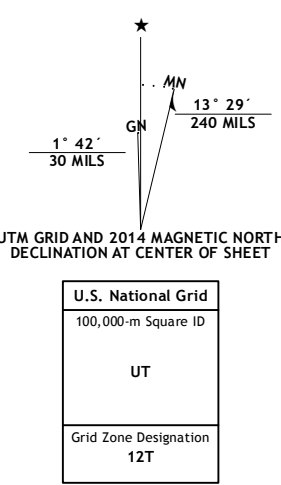 ★
MN
13° 29´
240 MILS
GN
1° 42´
30 MILS
UTM GRID AND 2014 MAGNETIC NORTH
DECLINATION AT CENTER OF SHEET
U.S. National Grid
100,000-m Square ID
UT
Grid Zone Designation
12T